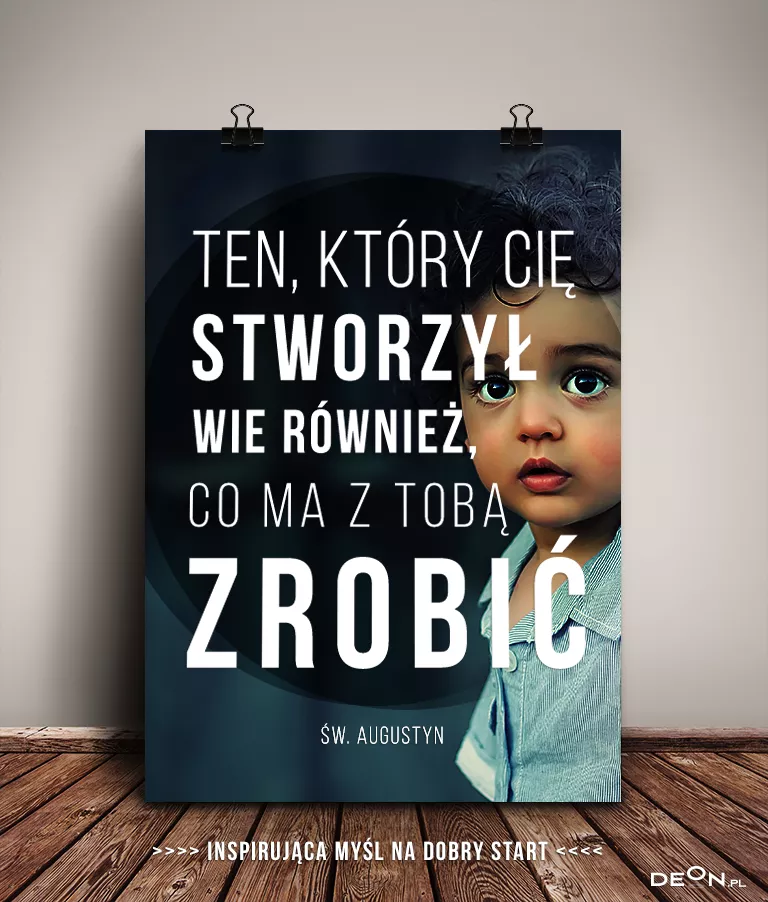 TEN, KTÓRY CIĘ
STWORZYŁ
WIE RÓWNIEŻ,
CO MA Z TOBĄ
ZROBIĆ
ŚW. AUGUSTYN
>>>> INSPIRUJĄCA MYŚL NA DOBRY START <<<<
DEON.PL